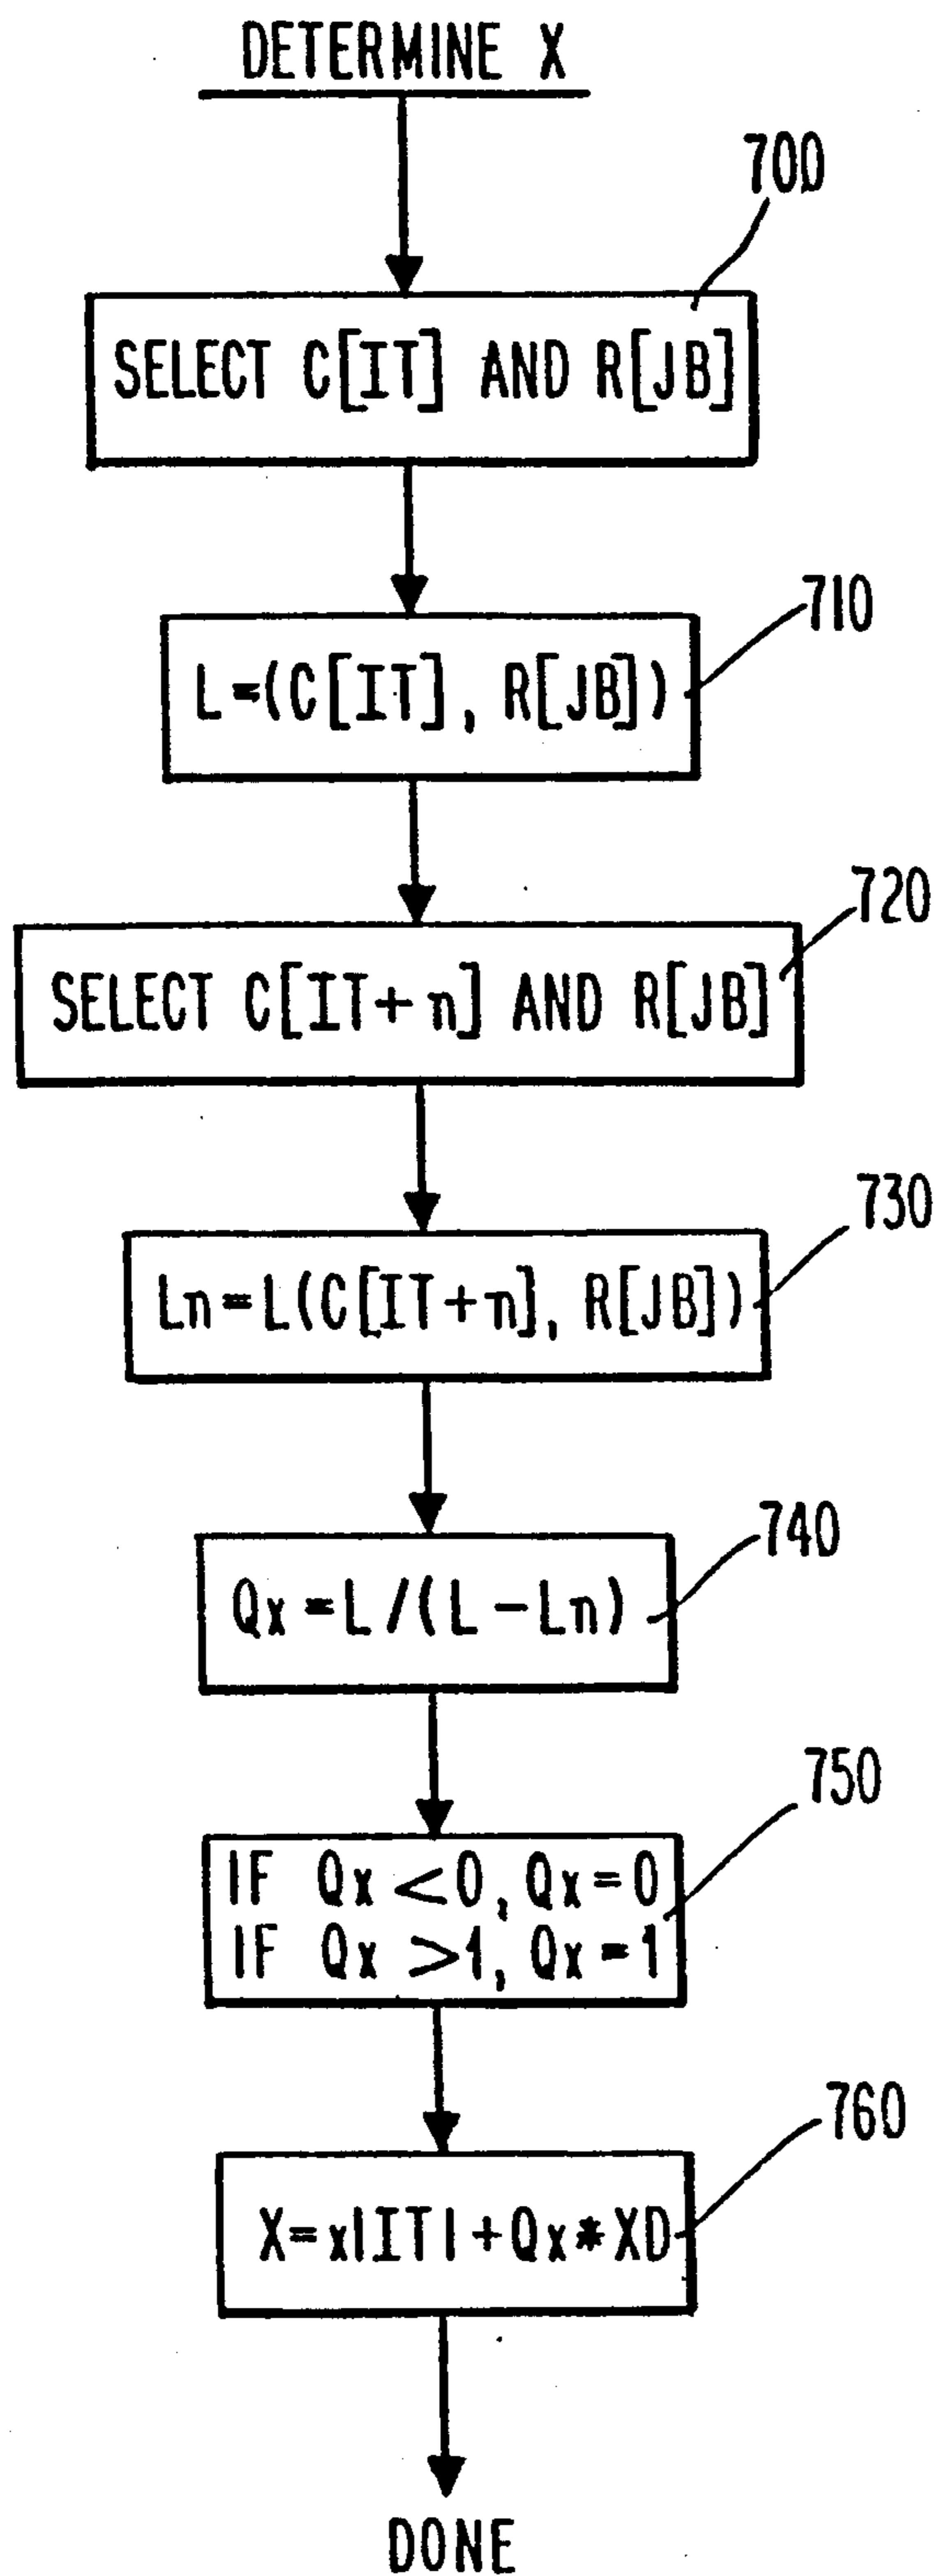 DETERMINE X
700
SELECT C[IT] AND R[JB]
710
L=(C[IT], R[JB])
720
SELECT C[IT+n] AND R[JB]
730
Ln=L(C[IT+n], R[JB])
740
Qx=L/(L-Ln)
750
IF Qx<0, Qx=0
IF Qx>1, Qx=1
760
X=x|IT|+Qx*XD
DONE